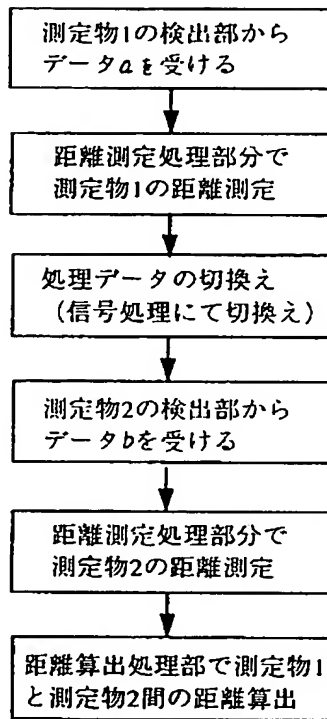 測定物1の検出部から
データaを受ける
距離測定処理部分で
測定物1の距離測定
処理データの切換え
(信号処理にて切換え)
測定物2の検出部から
データbを受ける
距離測定処理部分で
測定物2の距離測定
距離算出処理部で測定物1
と測定物2間の距離算出